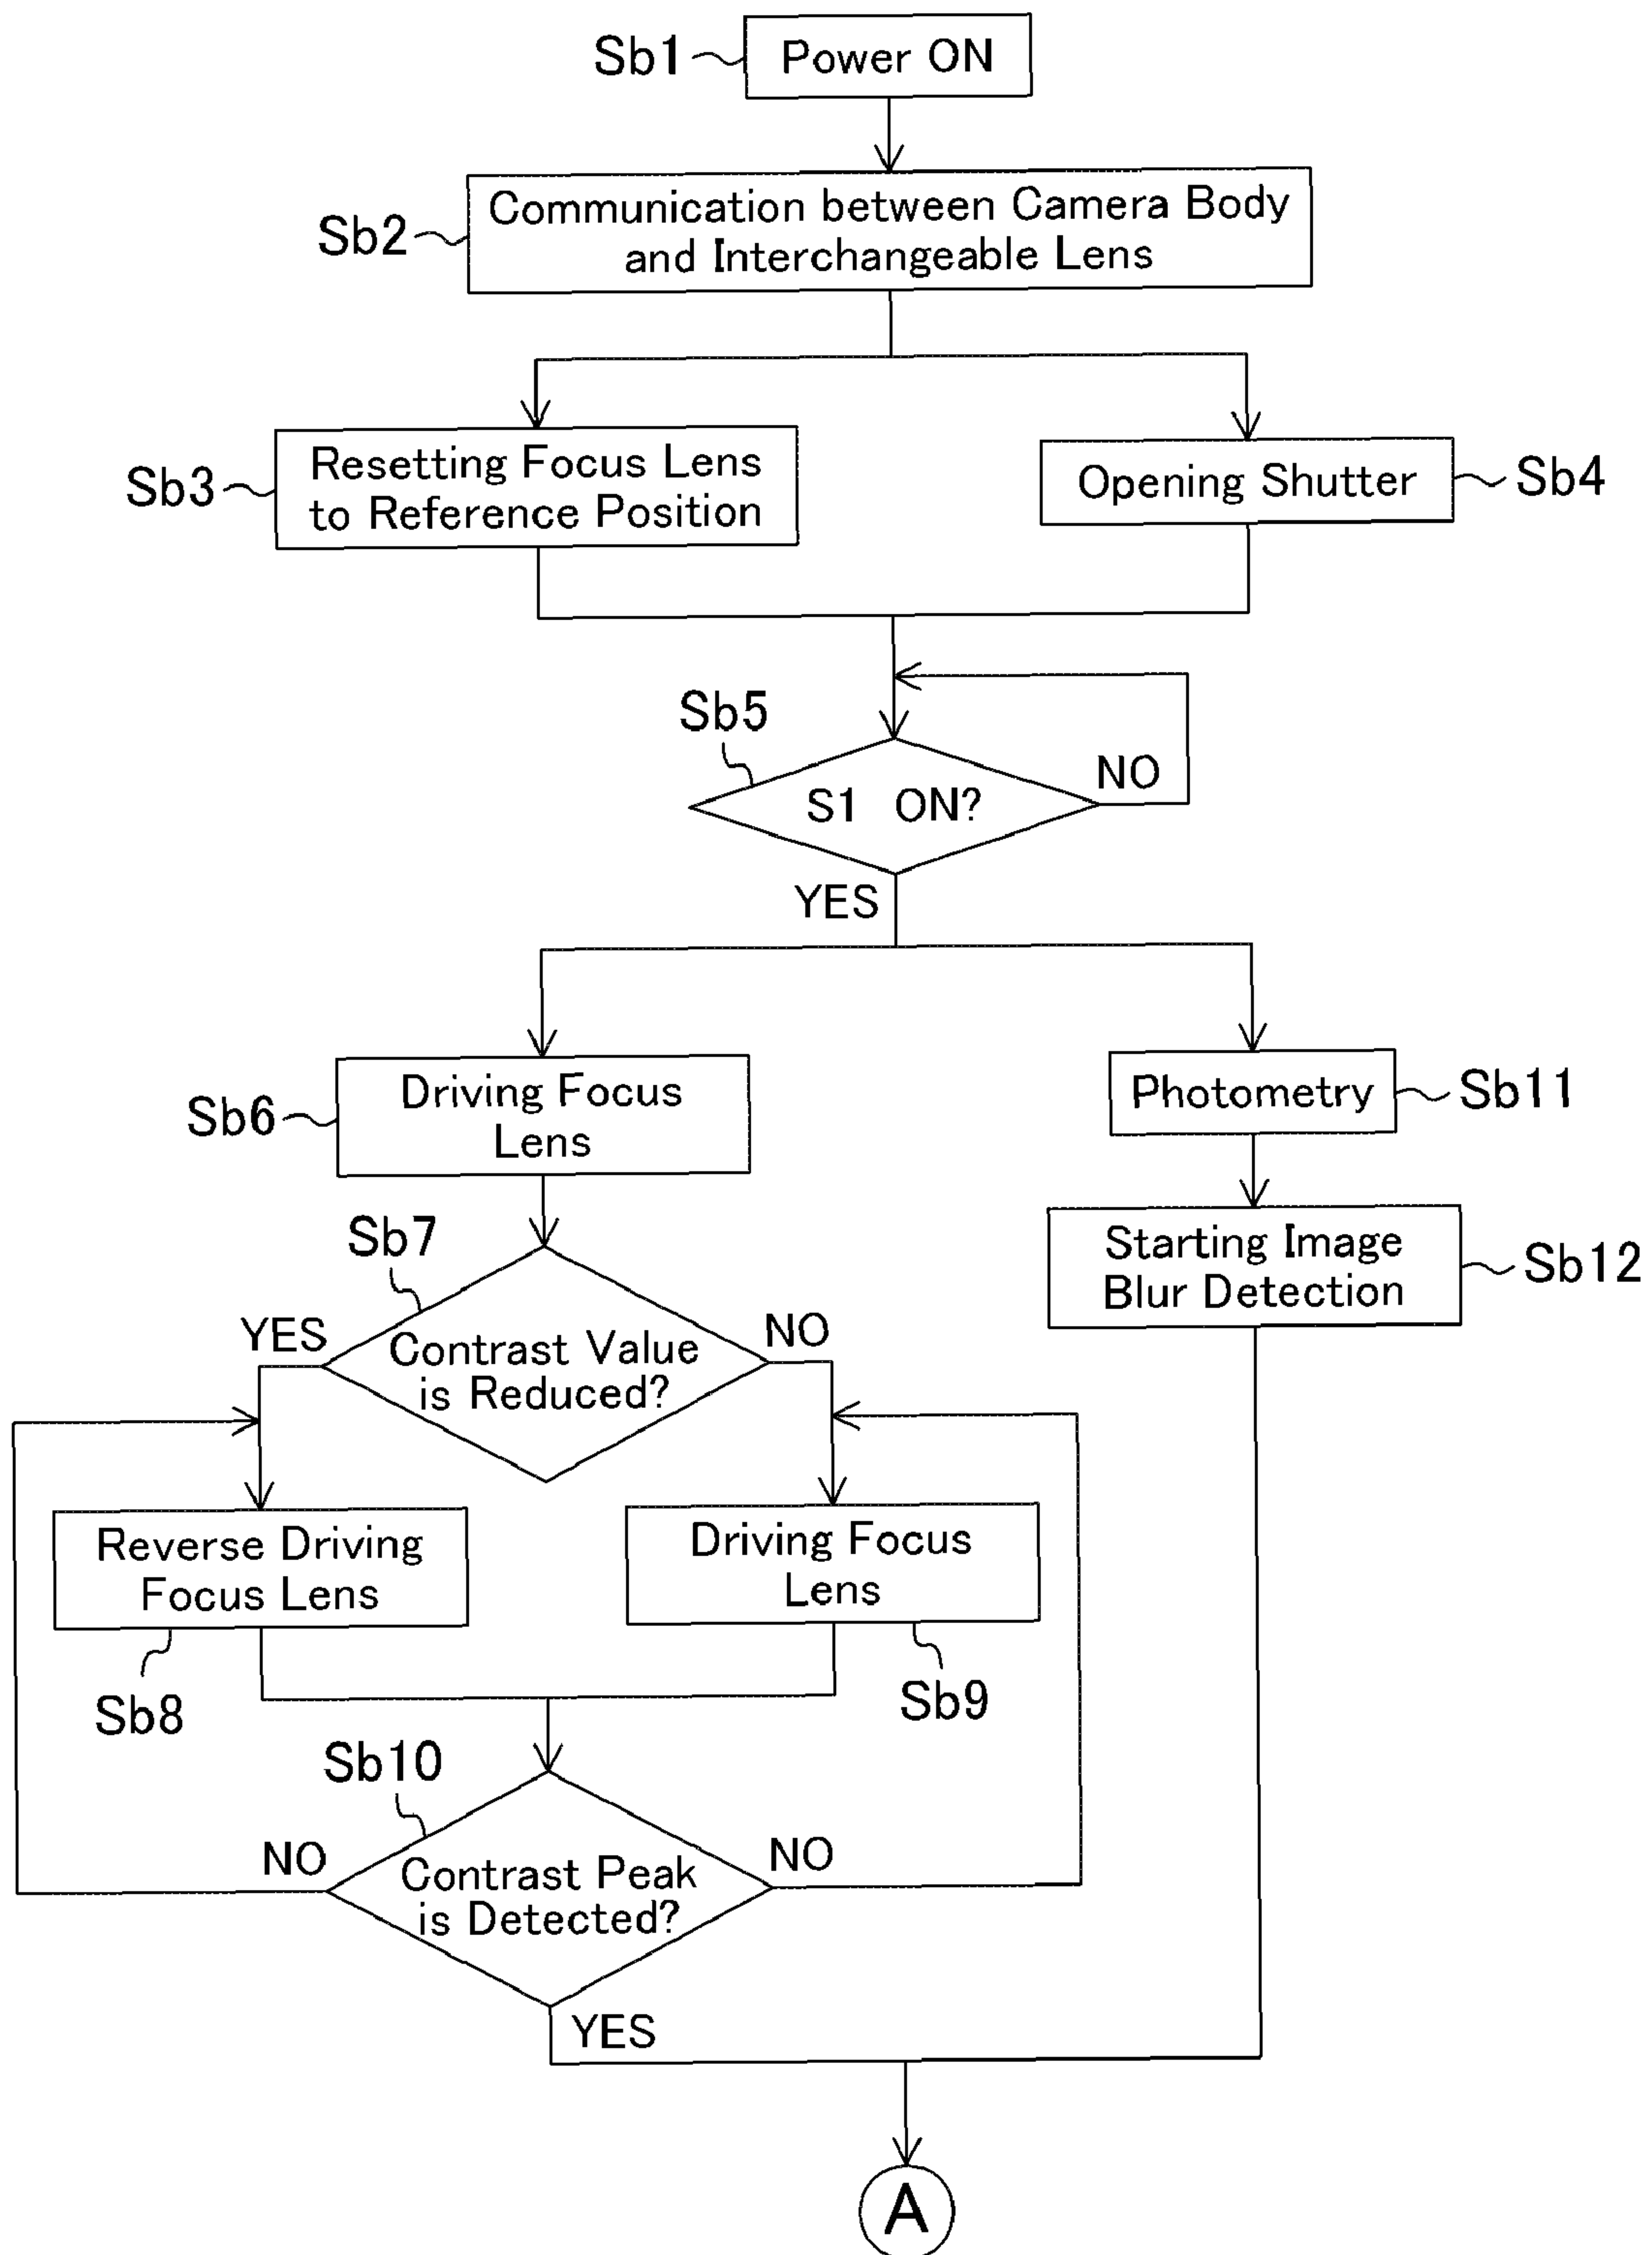 Sb1
Power ON
Sb2
Communication between Camera Body
and Interchangeable Lens
Sb3
Resetting Focus Lens
to Reference Position
Opening Shutter
Sb4
Sb5
S1 ON?
NO
YES
Sb6
Driving Focus
Lens
Photometry
Sb11
Starting Image
Blur Detection
Sb12
Sb7
YES
Contrast Value
is Reduced?
NO
Reverse Driving
Focus Lens
Sb8
Driving Focus
Lens
Sb9
Sb10
NO
Contrast Peak
is Detected?
NO
YES
A